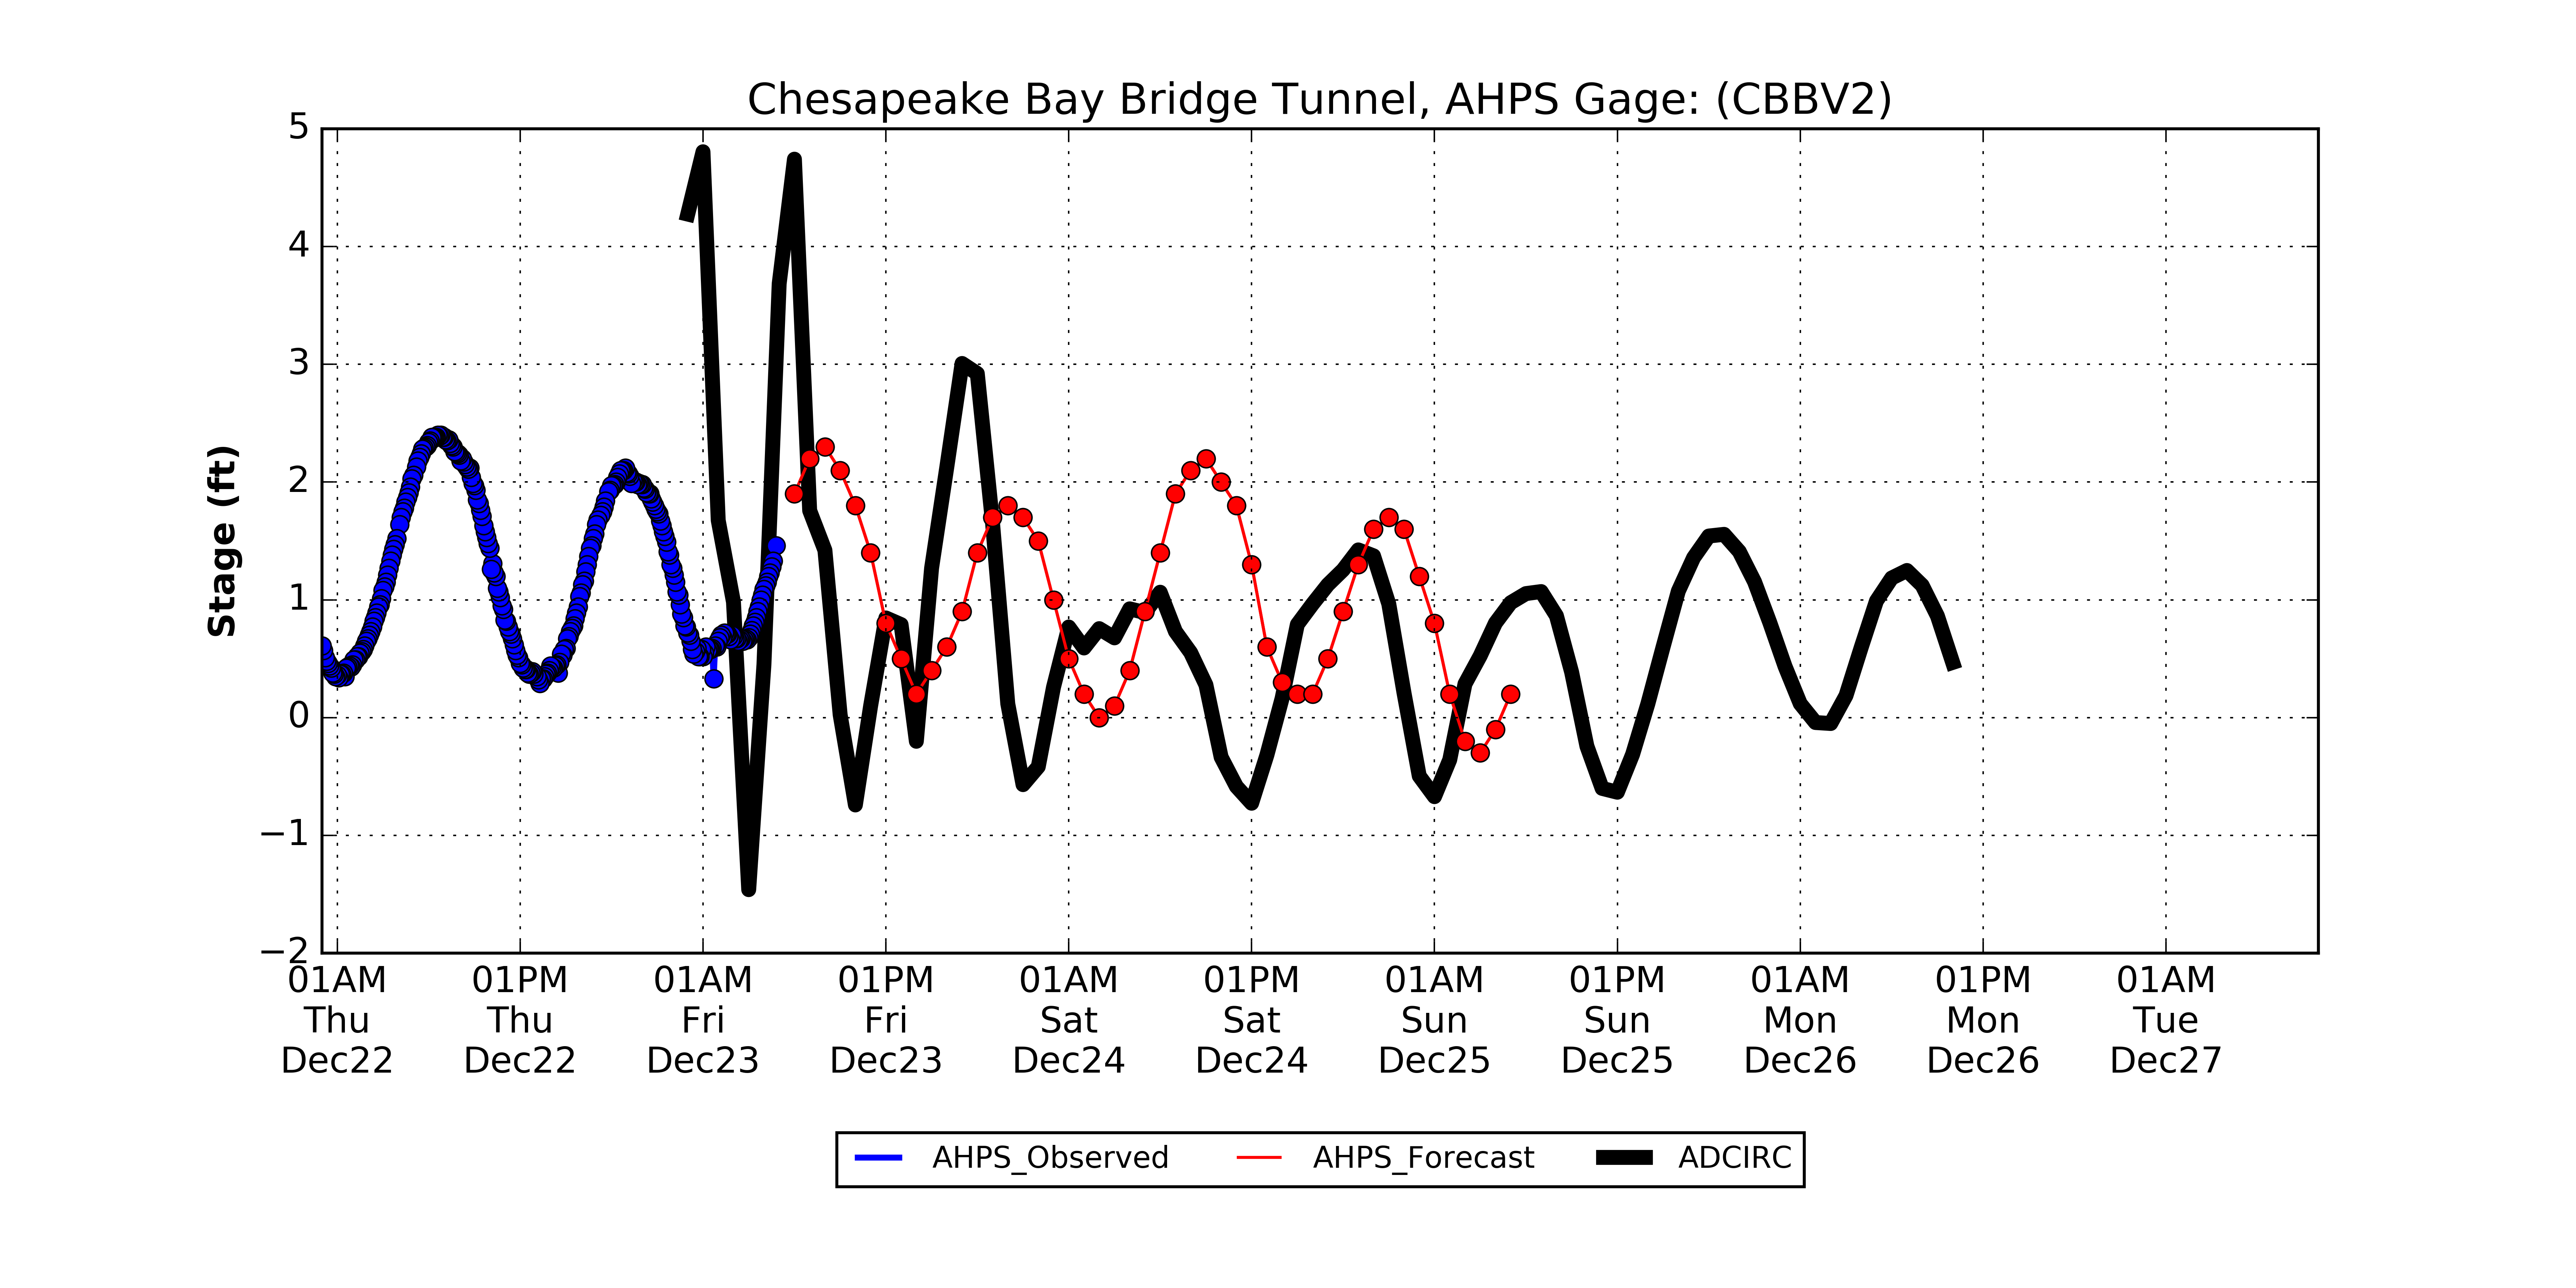 Chesapeake Bay Bridge Tunnel, AHPS Gage: (CBBV2)
5
4
3
2
1
0
−1
−2
Stage (ft)
01AM 01PM 01AM 01PM 01AM 01PM 01AM 01PM 01AM 01PM 01AM
Thu Thu Fri Fri Sat Sat Sun Sun Mon Mon Tue
Dec22 Dec22 Dec23 Dec23 Dec24 Dec24 Dec25 Dec25 Dec26 Dec26 Dec27
AHPS_Observed AHPS_Forecast ADCIRC